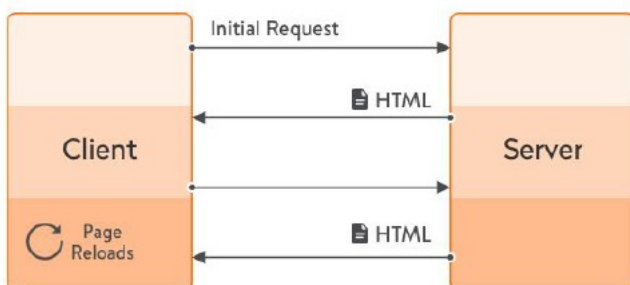 Initial Request
HTML
Client
Server
HTML
Page
Reloads